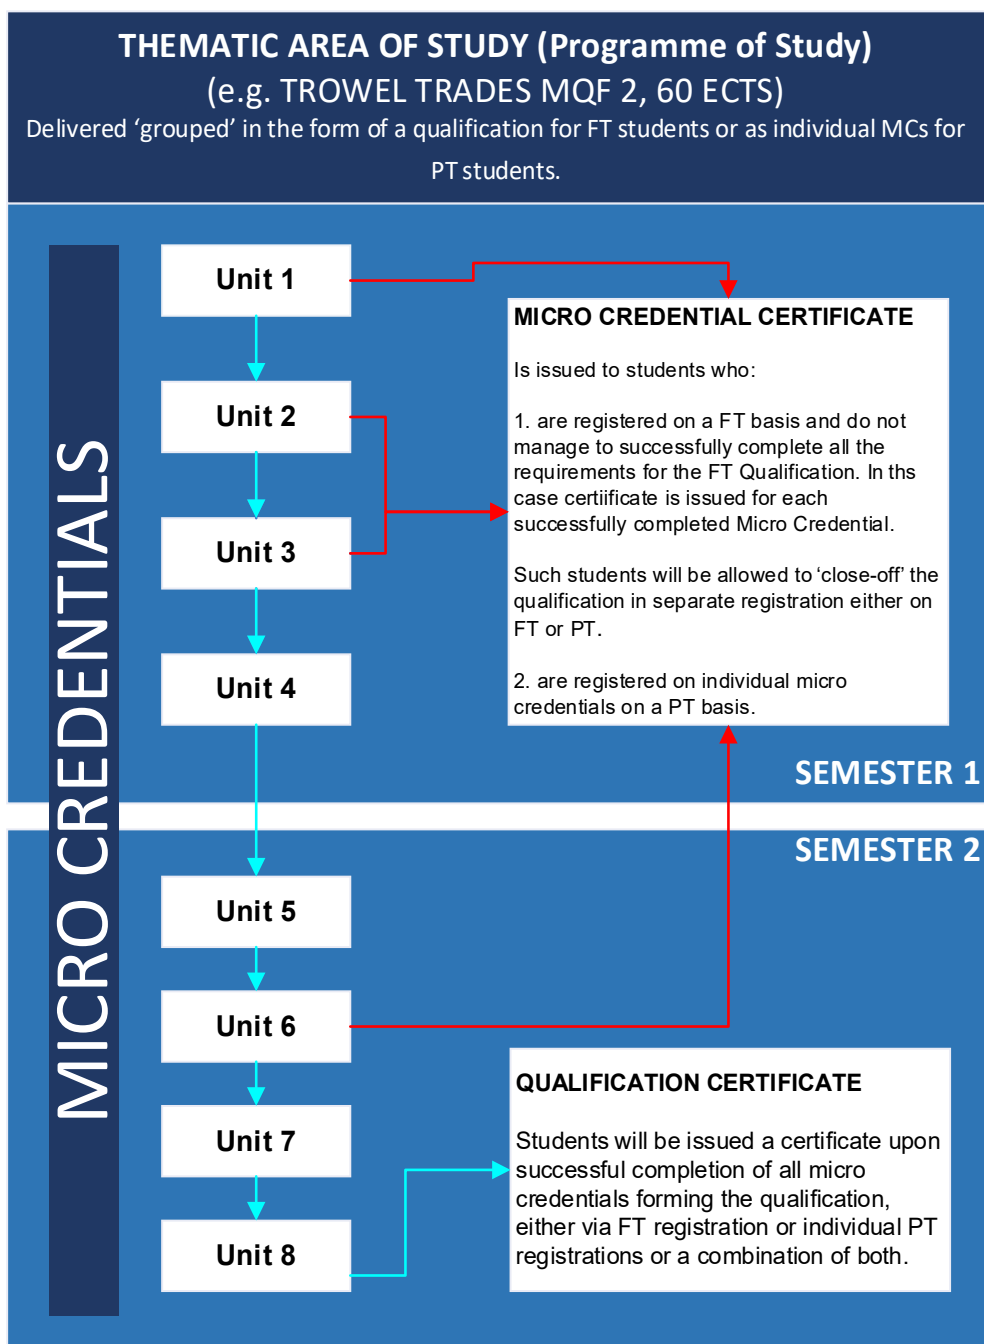 THEMATIC AREA OF STUDY (Programme of Study)
(e.g. TROWEL TRADES MQF 2, 60 ECTS)
Delivered ‘grouped’ in the form of a qualification for FT students or as individual MCs for
PT students.
MICRO CREDENTIALS
Unit 1
Unit 2
Unit 3
Unit 4
MICRO CREDENTIAL CERTIFICATE
Is issued to students who:
1. are registered on a FT basis and do not
manage to successfully complete all the
requirements for the FT Qualification. In ths
case certiificate is issued for each
successfully completed Micro Credential.
Such students will be allowed to ‘close-off’ the
qualification in separate registration either on
FT or PT.
2. are registered on individual micro
credentials on a PT basis.
SEMESTER 1
SEMESTER 2
Unit 5
Unit 6
Unit 7
Unit 8
QUALIFICATION CERTIFICATE
Students will be issued a certificate upon
successful completion of all micro
credentials forming the qualification,
either via FT registration or individual PT
registrations or a combination of both.